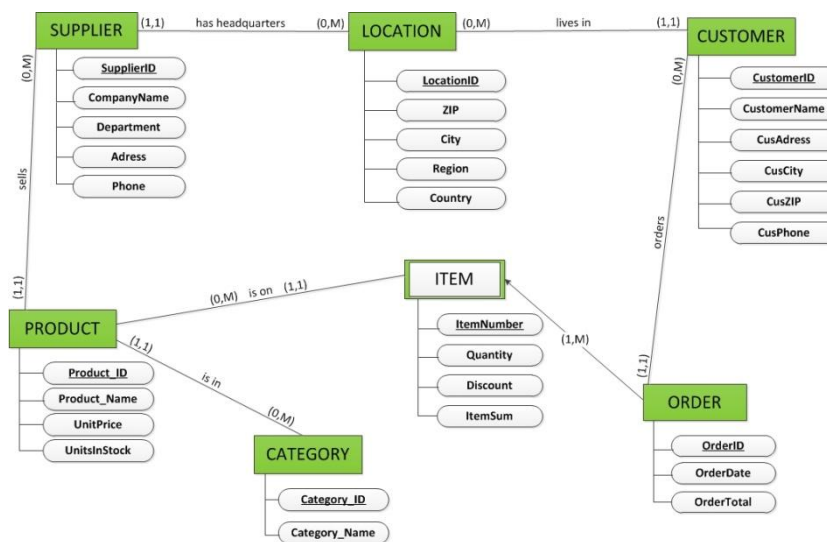 SUPPLIER
(1,1)
has headquarters
(0,M)
LOCATION
(0,M)
lives in
(1,1)
CUSTOMER
(0,M)
SupplierID
CompanyName
Department
Adress
Phone
LocationID
ZIP
City
Region
Country
(0,M)
CustomerID
CustomerName
CusAdress
CusCity
CusZIP
CusPhone
sells
orders
(1,1)
(0,M)
is on
(1,1)
ITEM
(1,M)
(1,1)
PRODUCT
(1,1)
is in
(0,M)
Product_ID
Product_Name
UnitPrice
UnitsInStock
ItemNumber
Quantity
Discount
ItemSum
ORDER
OrderID
OrderDate
OrderTotal
CATEGORY
Category_ID
Category_Name